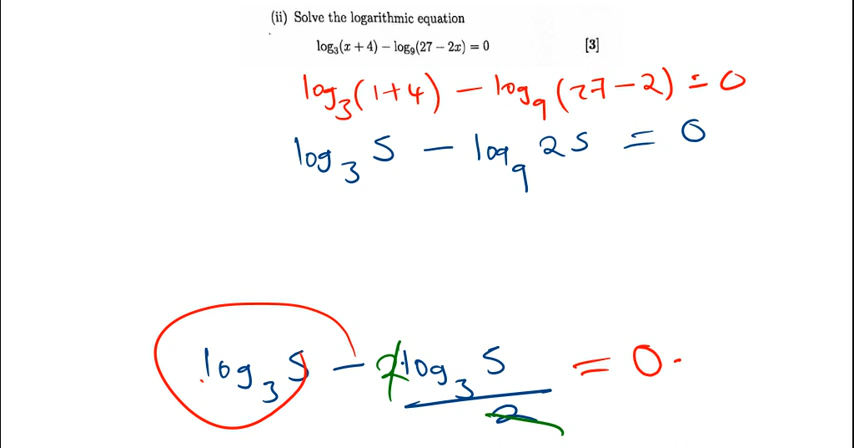 (ii) Solve the logarithmic equation
log₃(x + 4) − log₉(27 − 2x) = 0 [3]
log₃(1+4) − log₉(27−2) = 0
log₃ 5 − log₉ 25 = 0
log₃ 5 − 2log₃ 5 / 2 = 0.